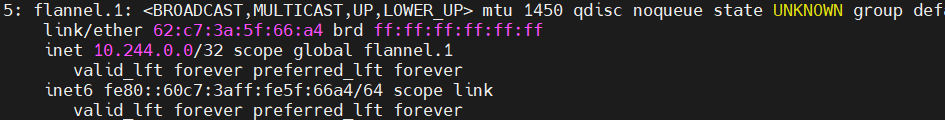 5: flannel.1: <BROADCAST,MULTICAST,UP,LOWER_UP> mtu 1450 qdisc noqueue state UNKNOWN group defa
link/ether 62:c7:3a:5f:66:a4 brd ff:ff:ff:ff:ff:ff
inet 10.244.0.0/32 scope global flannel.1
valid_lft forever preferred_lft forever
inet6 fe80::60c7:3aff:fe5f:66a4/64 scope link
valid_lft forever preferred_lft forever